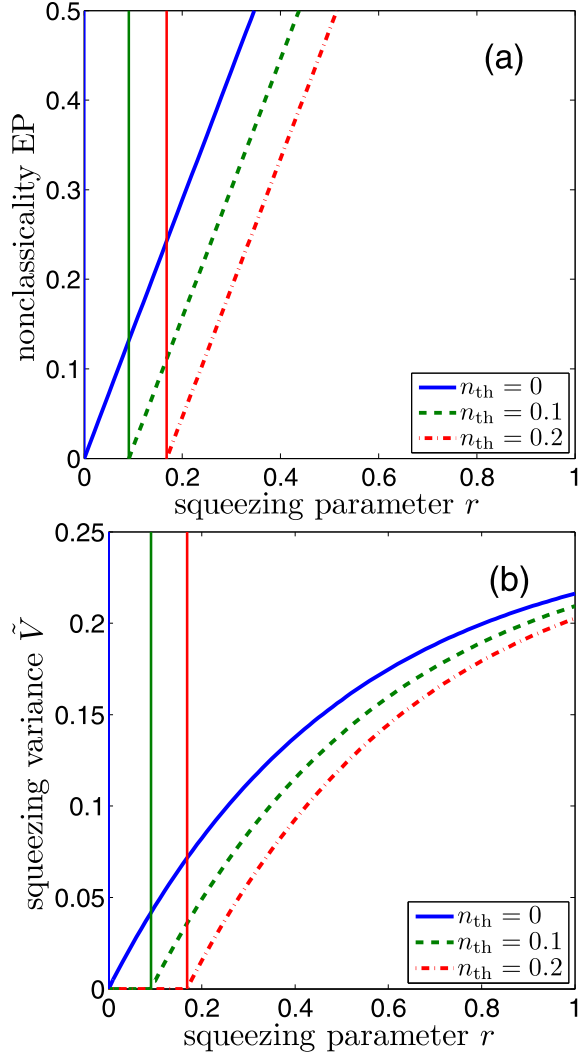 0.5
0.4
0.3
0.2
0.1
0
nonclassicality EP
(a)
n_th = 0
n_th = 0.1
n_th = 0.2
0 0.2 0.4 0.6 0.8 1
squeezing parameter r
0.25
0.2
0.15
0.1
0.05
0
squeezing variance Ṽ
(b)
n_th = 0
n_th = 0.1
n_th = 0.2
0 0.2 0.4 0.6 0.8 1
squeezing parameter r